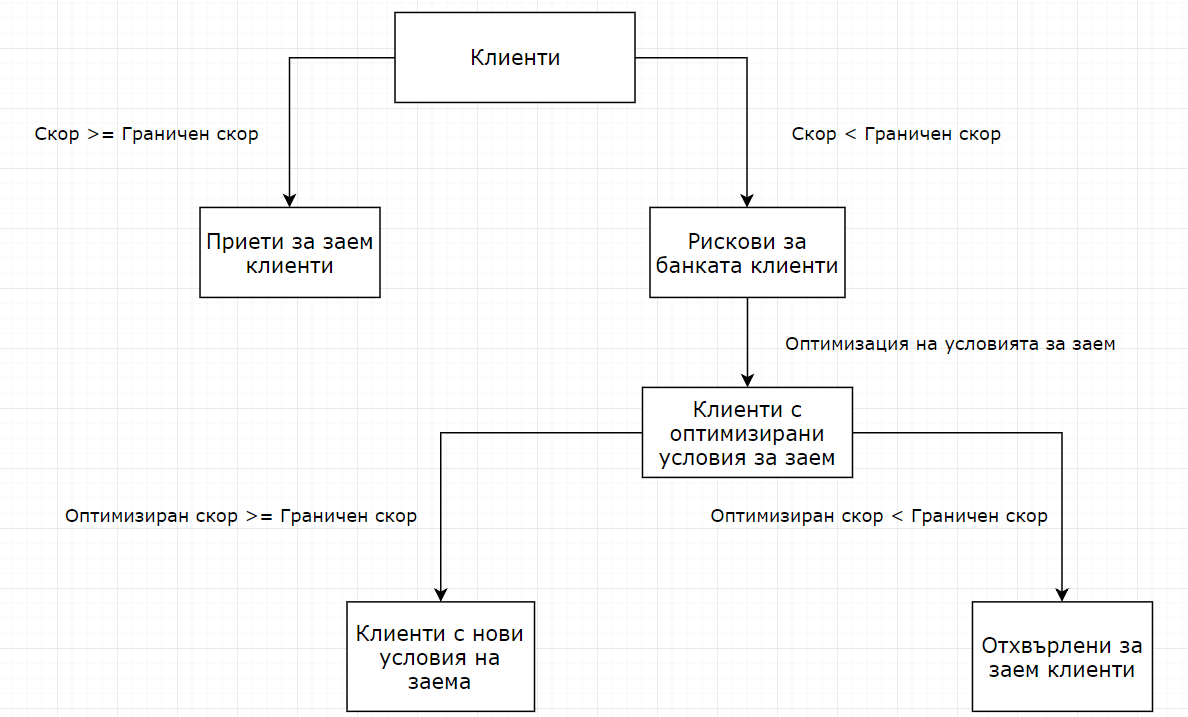 Клиенти
Скор >= Граничен скор
Скор < Граничен скор
Приети за заем
клиенти
Рискови за
банката клиенти
Оптимизация на условията за заем
Клиенти с
оптимизирани
условия за заем
Оптимизиран скор >= Граничен скор
Оптимизиран скор < Граничен скор
Клиенти с нови
условия на
заема
Отхвърлени за
заем клиенти